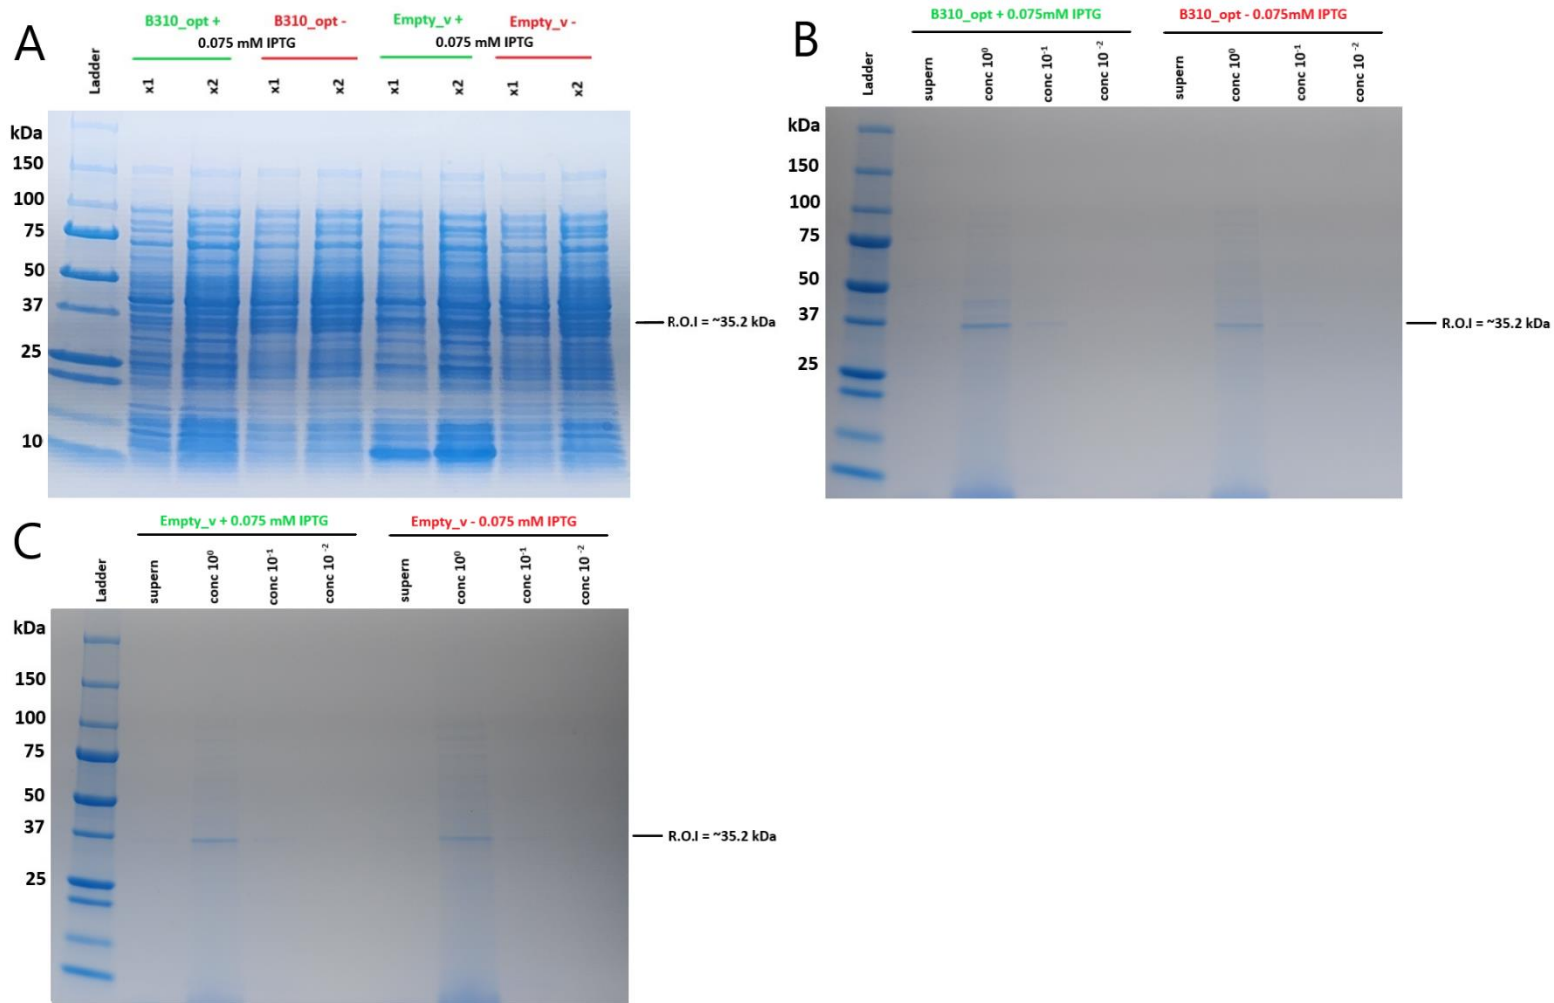 A
B310_opt +
B310_opt -
Empty_v +
Empty_v -
0.075 mM IPTG
0.075 mM IPTG
Ladder
x1
x2
x1
x2
x1
x2
x1
x2
kDa
150
100
75
50
37
25
10
R.O.I = ~35.2 kDa
B
B310_opt + 0.075mM IPTG
B310_opt - 0.075mM IPTG
Ladder
supern
conc 10⁰
conc 10⁻¹
conc 10⁻²
supern
conc 10⁰
conc 10⁻¹
conc 10⁻²
kDa
150
100
75
50
37
25
R.O.I = ~35.2 kDa
C
Empty_v + 0.075 mM IPTG
Empty_v - 0.075 mM IPTG
Ladder
supern
conc 10⁰
conc 10⁻¹
conc 10⁻²
supern
conc 10⁰
conc 10⁻¹
conc 10⁻²
kDa
150
100
75
50
37
25
R.O.I = ~35.2 kDa